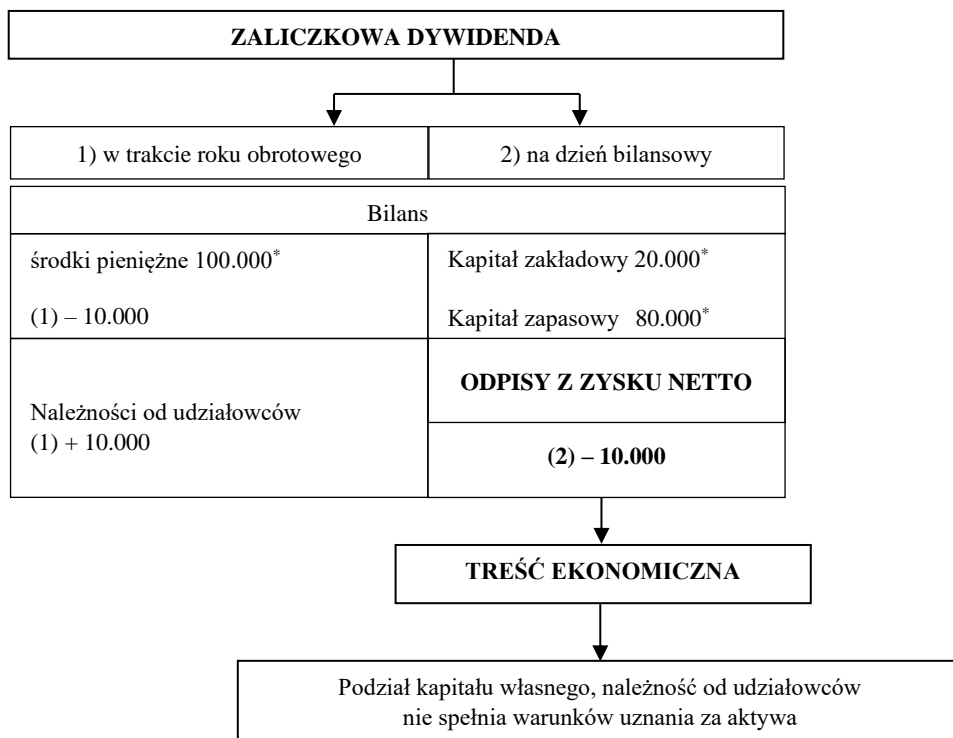 ZALICZKOWA DYWIDENDA
1) w trakcie roku obrotowego
2) na dzień bilansowy
Bilans
środki pieniężne 100.000*
(1) – 10.000
Kapitał zakładowy 20.000*
Kapitał zapasowy 80.000*
Należności od udziałowców
(1) + 10.000
ODPISY Z ZYSKU NETTO
(2) – 10.000
TREŚĆ EKONOMICZNA
Podział kapitału własnego, należność od udziałowców
nie spełnia warunków uznania za aktywa